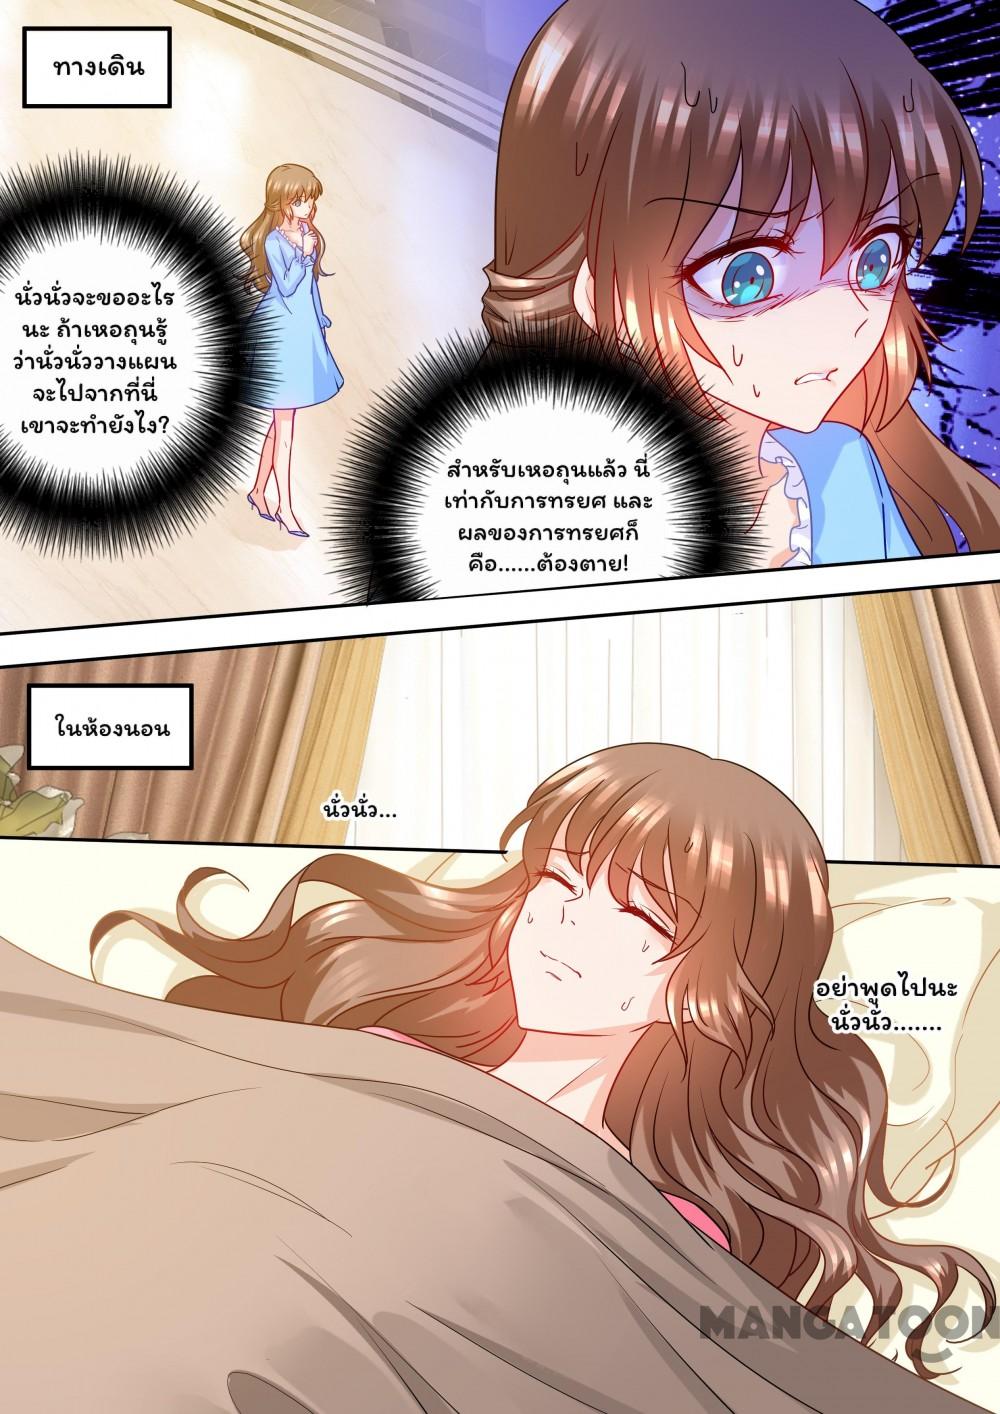 ทางเดิน
นั่วนั่วจะขออะไร
นะ ถ้าเหอถุนรู้
ว่านั่วนั่ววางแผน
จะไปจากที่นี่
เขาจะทำยังไง?
สำหรับเหอถุนแล้ว นี่
เท่ากับการทรยศ และ
ผลของการทรยศก็
คือ......ต้องตาย!
ในห้องนอน
นั่วนั่ว...
อย่าพูดไปนะ
นั่วนั่ว.......
MANGATOON